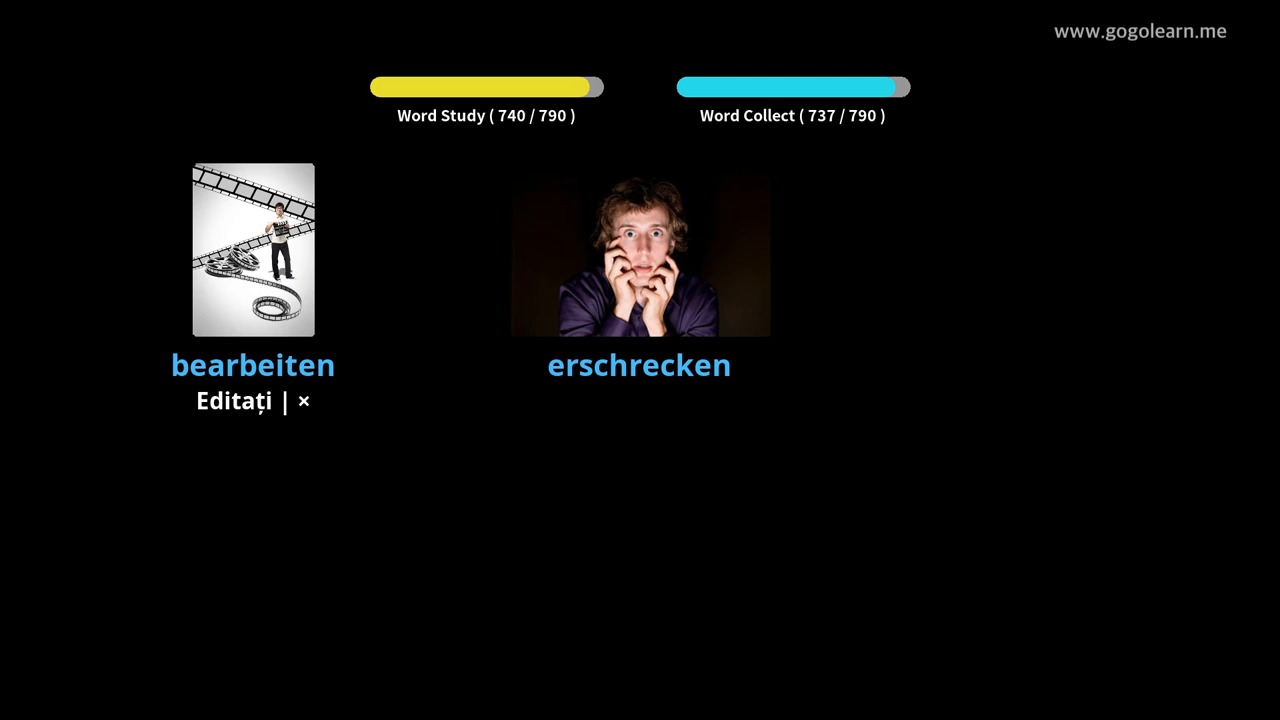 www.gogolearn.me
Word Study ( 740 / 790 )
Word Collect ( 737 / 790 )
bearbeiten
Editați | ×
erschrecken